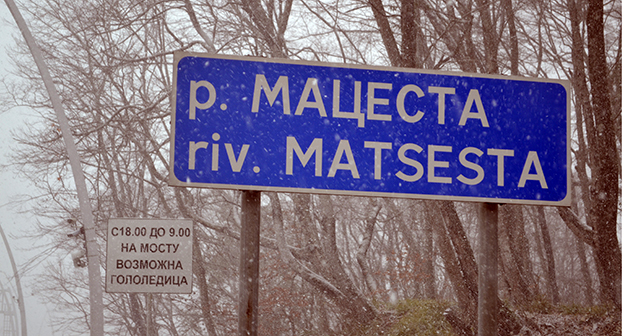 р. МАЦЕСТА
riv. MATSESTA
С18.00 ДО 9.00
НА МОСТУ
ВОЗМОЖНА
ГОЛОЛЕДИЦА